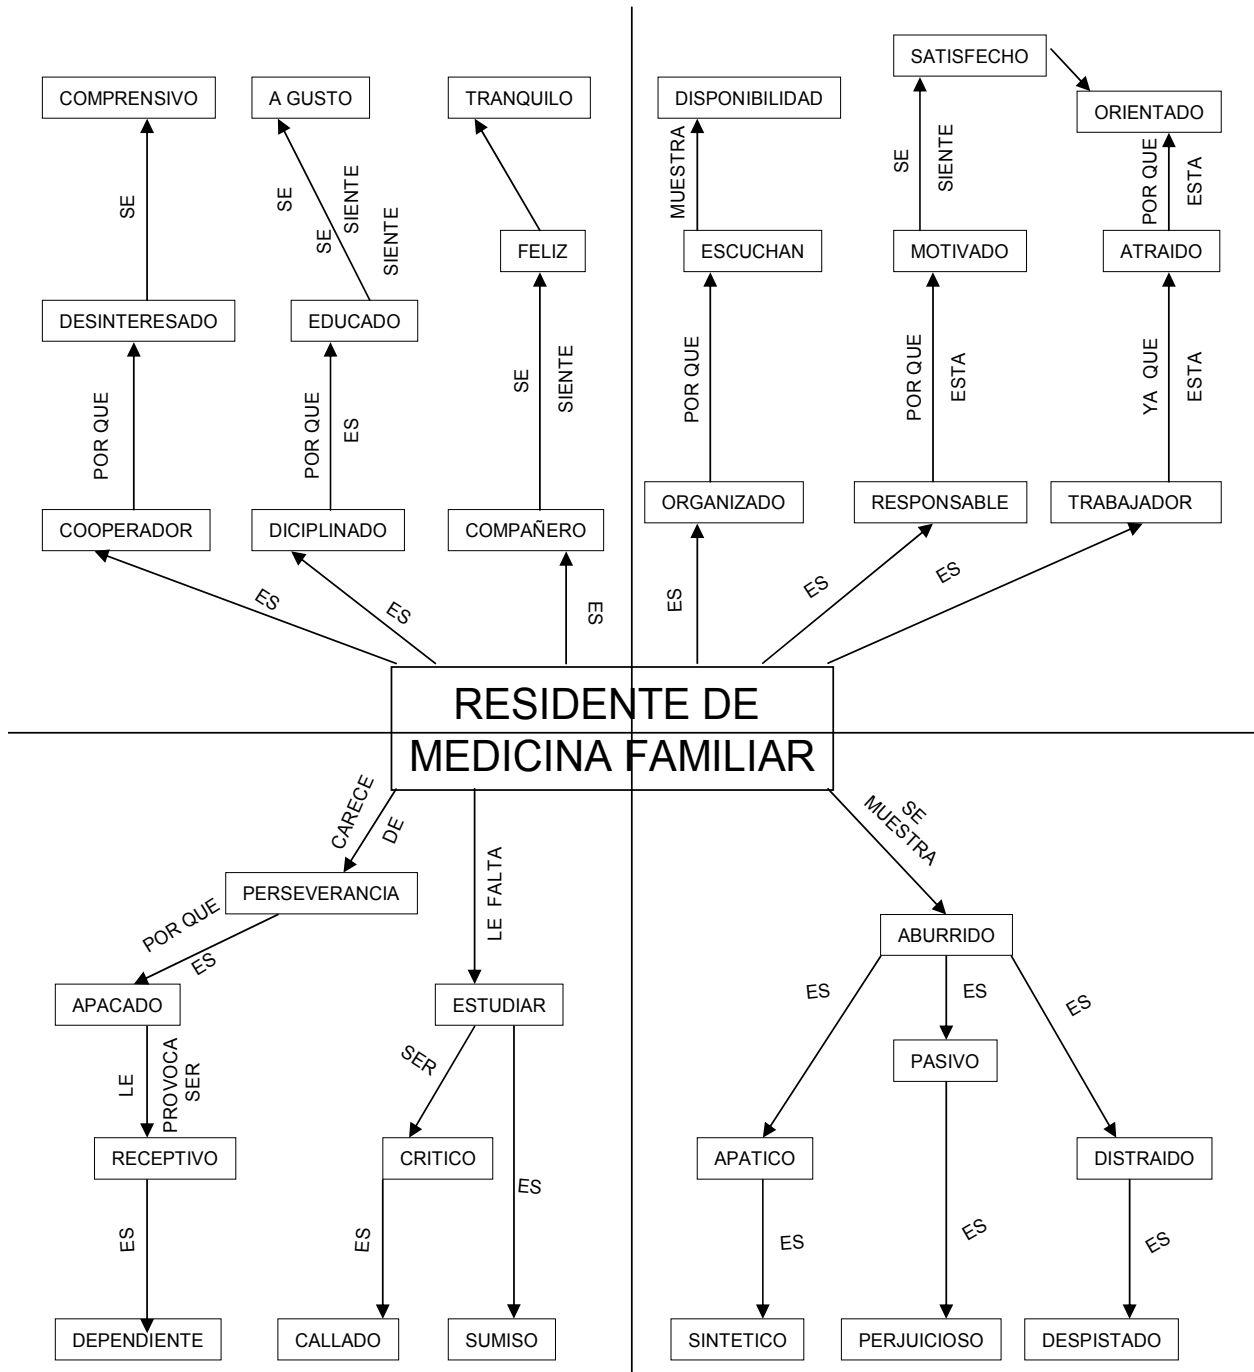 SATISFECHO
COMPRENSIVO
A GUSTO
TRANQUILO
DISPONIBILIDAD
ORIENTADO
SE
SE
SE
SIENTE
SIENTE
MUESTRA
SE
SIENTE
POR QUE
ESTA
FELIZ
ESCUCHAN
MOTIVADO
ATRAIDO
DESINTERESADO
EDUCADO
POR QUE
POR QUE
ES
SE
SIENTE
POR QUE
POR QUE
ESTA
YA QUE
ESTA
ORGANIZADO
RESPONSABLE
TRABAJADOR
COOPERADOR
DICIPLINADO
COMPAÑERO
ES
ES
ES
ES
ES
ES
RESIDENTE DE
MEDICINA FAMILIAR
CARECE
DE
LE FALTA
SE
MUESTRA
PERSEVERANCIA
ABURRIDO
POR QUE
ES
ES
ES
ES
APACADO
ESTUDIAR
PASIVO
LE
PROVOCA
SER
SER
RECEPTIVO
CRITICO
APATICO
DISTRAIDO
ES
ES
ES
ES
ES
ES
DEPENDIENTE
CALLADO
SUMISO
SINTETICO
PERJUICIOSO
DESPISTADO